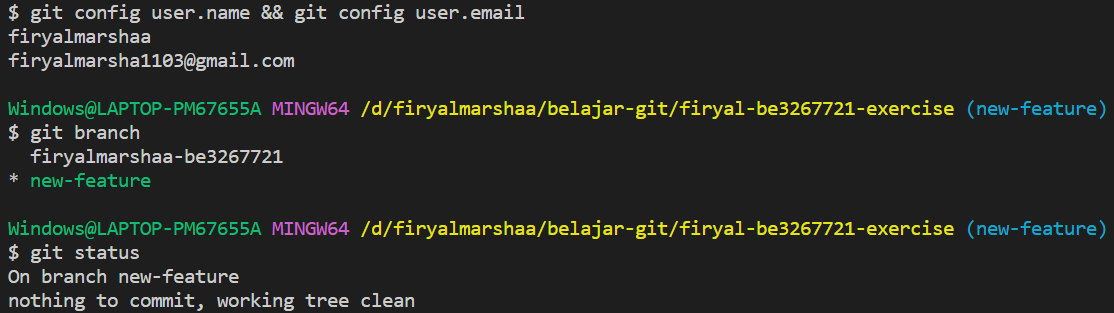 $ git config user.name && git config user.email
firyalmarshaa
firyalmarsha1103@gmail.com
Windows@LAPTOP-PM67655A MINGW64 /d/firyalmarshaa/belajar-git/firyal-be3267721-exercise (new-feature)
$ git branch
  firyalmarshaa-be3267721
* new-feature
Windows@LAPTOP-PM67655A MINGW64 /d/firyalmarshaa/belajar-git/firyal-be3267721-exercise (new-feature)
$ git status
On branch new-feature
nothing to commit, working tree clean